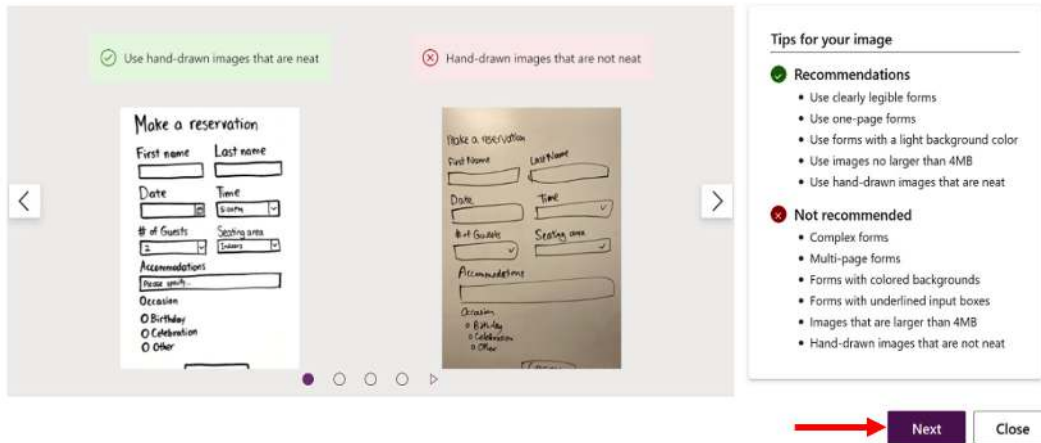 Use hand-drawn images that are neat
Hand-drawn images that are not neat
Make a reservation
First name Last name
Date Time
5:00PM
# of Guests Seating area
2 Indoors
Accommodations
Please specify...
Occasion
Birthday
Celebration
Other
Make a reservation
First Name Last Name
Date Time
# of Guests Seating area
Accommodations
Occasion
Birthday
Celebration
Other
Tips for your image
Recommendations
• Use clearly legible forms
• Use one-page forms
• Use forms with a light background color
• Use images no larger than 4MB
• Use hand-drawn images that are neat
Not recommended
• Complex forms
• Multi-page forms
• Forms with colored backgrounds
• Forms with underlined input boxes
• Images that are larger than 4MB
• Hand-drawn images that are not neat
Next Close